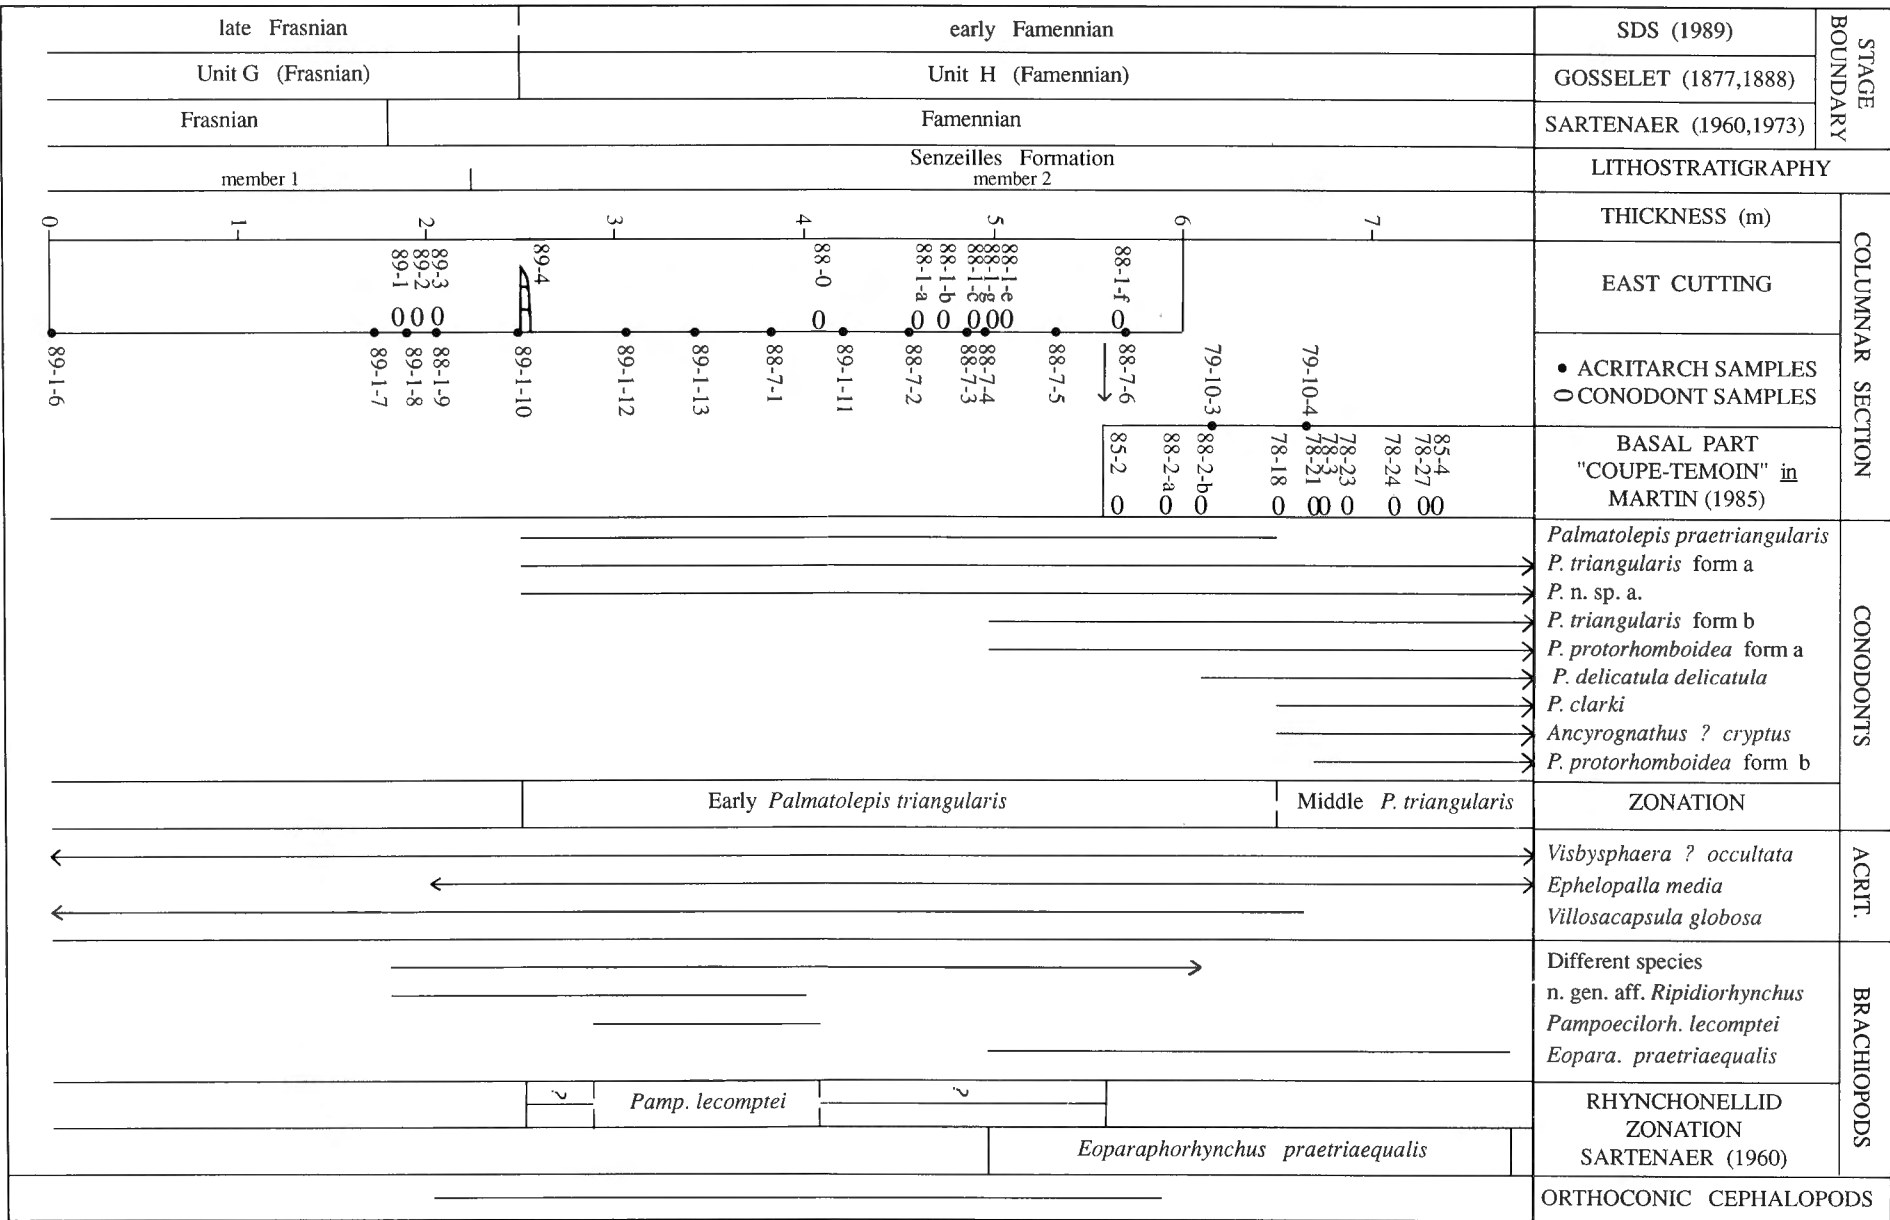 late Frasnian early Famennian SDS (1989)
Unit G (Frasnian) Unit H (Famennian) GOSSELET (1877,1888)
Frasnian Famennian SARTENAER (1960,1973)
STAGE
BOUNDARY
Senzeilles Formation
member 1 member 2
LITHOSTRATIGRAPHY
0 1 2 3 4 5 6 7
THICKNESS (m)
COLUMNAR SECTION
89-1 89-2 89-3 89-4 88-0 88-1-a 88-1-b 88-1-c 88-1-g 88-1-e 88-1-f
EAST CUTTING
89-1-6 89-1-7 89-1-8 88-1-9 89-1-10 89-1-12 89-1-13 88-7-1 89-1-11 88-7-2 88-7-3 88-7-4 88-7-5 88-7-6 79-10-3 79-10-4
• ACRITARCH SAMPLES
0 CONODONT SAMPLES
85-2 88-2-a 88-2-b 78-18 78-21 78-3 78-23 78-24 78-27 85-4
BASAL PART
"COUPE-TEMOIN" in
MARTIN (1985)
CONODONTS
Palmatolepis praetriangularis
P. triangularis form a
P. n. sp. a.
P. triangularis form b
P. protorhomboidea form a
P. delicatula delicatula
P. clarki
Ancyrognathus ? cryptus
P. protorhomboidea form b
Early Palmatolepis triangularis Middle P. triangularis ZONATION
ACRIT.
Visbysphaera ? occultata
Ephelopalla media
Villosacapsula globosa
BRACHIOPODS
Different species
n. gen. aff. Ripidiorhynchus
Pampoecilorh. lecomptei
Eopara. praetriaequalis
? Pamp. lecomptei ?
Eoparaphorhynchus praetriaequalis
RHYNCHONELLID
ZONATION
SARTENAER (1960)
ORTHOCONIC CEPHALOPODS